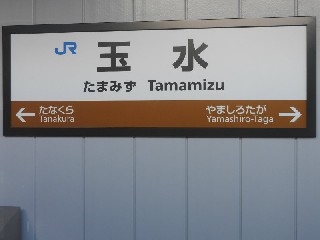 JR 玉水
たまみず Tamamizu
← たなくら やましろたが →
Tanakura Yamashiro-Taga